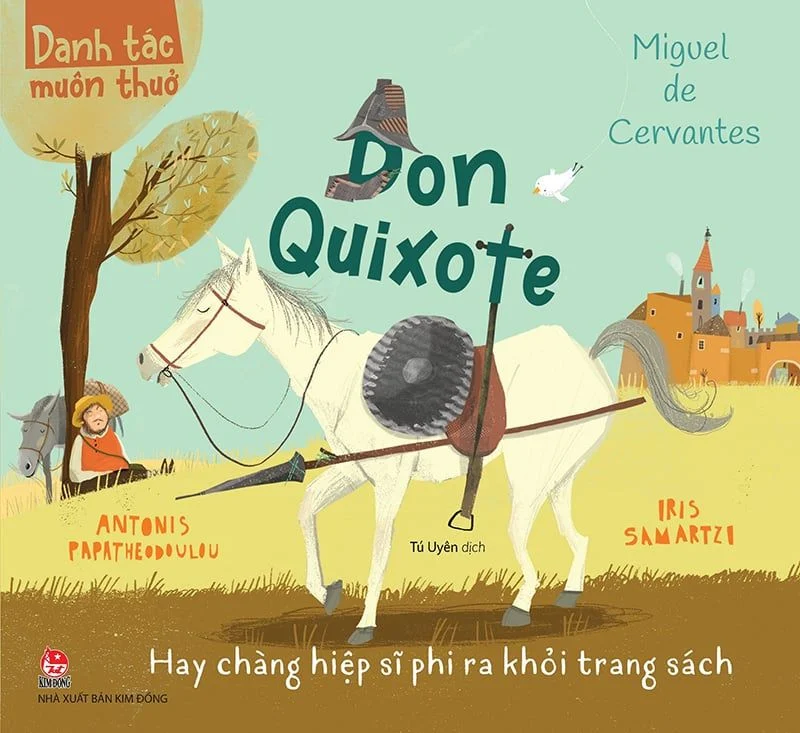 Danh tác
muôn thuở
Miguel
de
Cervantes
Don
Quixote
ANTONIS
PAPATHEODOULOU
IRIS
SAMARTZI
Tú Uyên dịch
Hay chàng hiệp sĩ phi ra khỏi trang sách
KIM ĐỒNG
NHÀ XUẤT BẢN KIM ĐỒNG